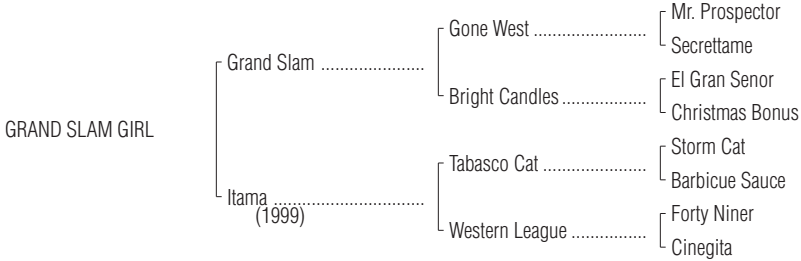 Mr. Prospector
Gone West ........................
Secrettame
Grand Slam ......................
El Gran Senor
Bright Candles ..................
Christmas Bonus
GRAND SLAM GIRL
Storm Cat
Tabasco Cat ......................
Barbicue Sauce
Itama ................................
(1999)
Forty Niner
Western League ................
Cinegita